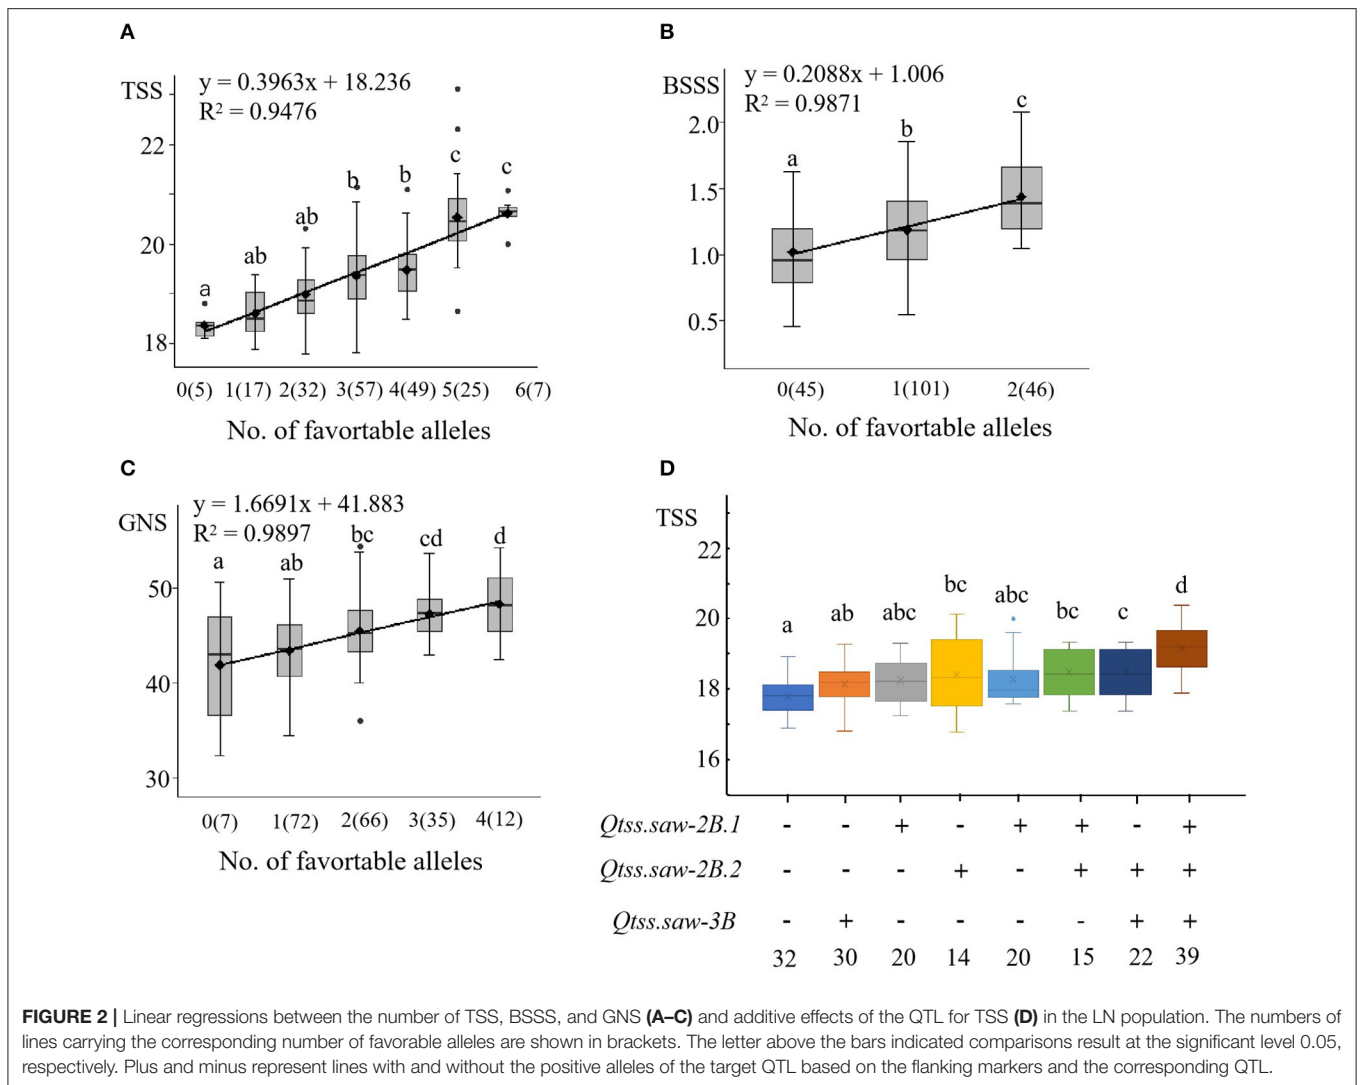 A
TSS
y = 0.3963x + 18.236
R² = 0.9476
22
20
18
a
ab
ab
b
b
c
c
0(5) 1(17) 2(32) 3(57) 4(49) 5(25) 6(7)
No. of favortable alleles
B
BSSS
y = 0.2088x + 1.006
R² = 0.9871
2.0
1.5
1.0
0.5
a
b
c
0(45) 1(101) 2(46)
No. of favortable alleles
C
GNS
y = 1.6691x + 41.883
R² = 0.9897
50
40
30
a
ab
bc
cd
d
0(7) 1(72) 2(66) 3(35) 4(12)
No. of favortable alleles
D
TSS
22
20
18
16
a
ab
abc
bc
abc
bc
c
d
Qtss.saw-2B.1 - - + - + + - +
Qtss.saw-2B.2 - - - + - + + +
Qtss.saw-3B - + - - - - + +
32 30 20 14 20 15 22 39
FIGURE 2 | Linear regressions between the number of TSS, BSSS, and GNS (A–C) and additive effects of the QTL for TSS (D) in the LN population. The numbers of
lines carrying the corresponding number of favorable alleles are shown in brackets. The letter above the bars indicated comparisons result at the significant level 0.05,
respectively. Plus and minus represent lines with and without the positive alleles of the target QTL based on the flanking markers and the corresponding QTL.